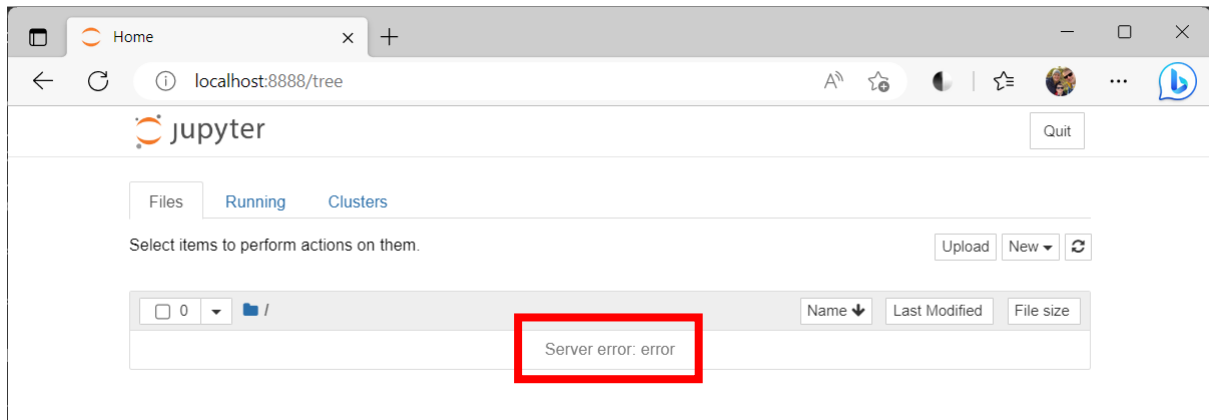 Home
localhost:8888/tree
jupyter
Quit
Files Running Clusters
Select items to perform actions on them.
Upload New
0 /
Name Last Modified File size
Server error: error